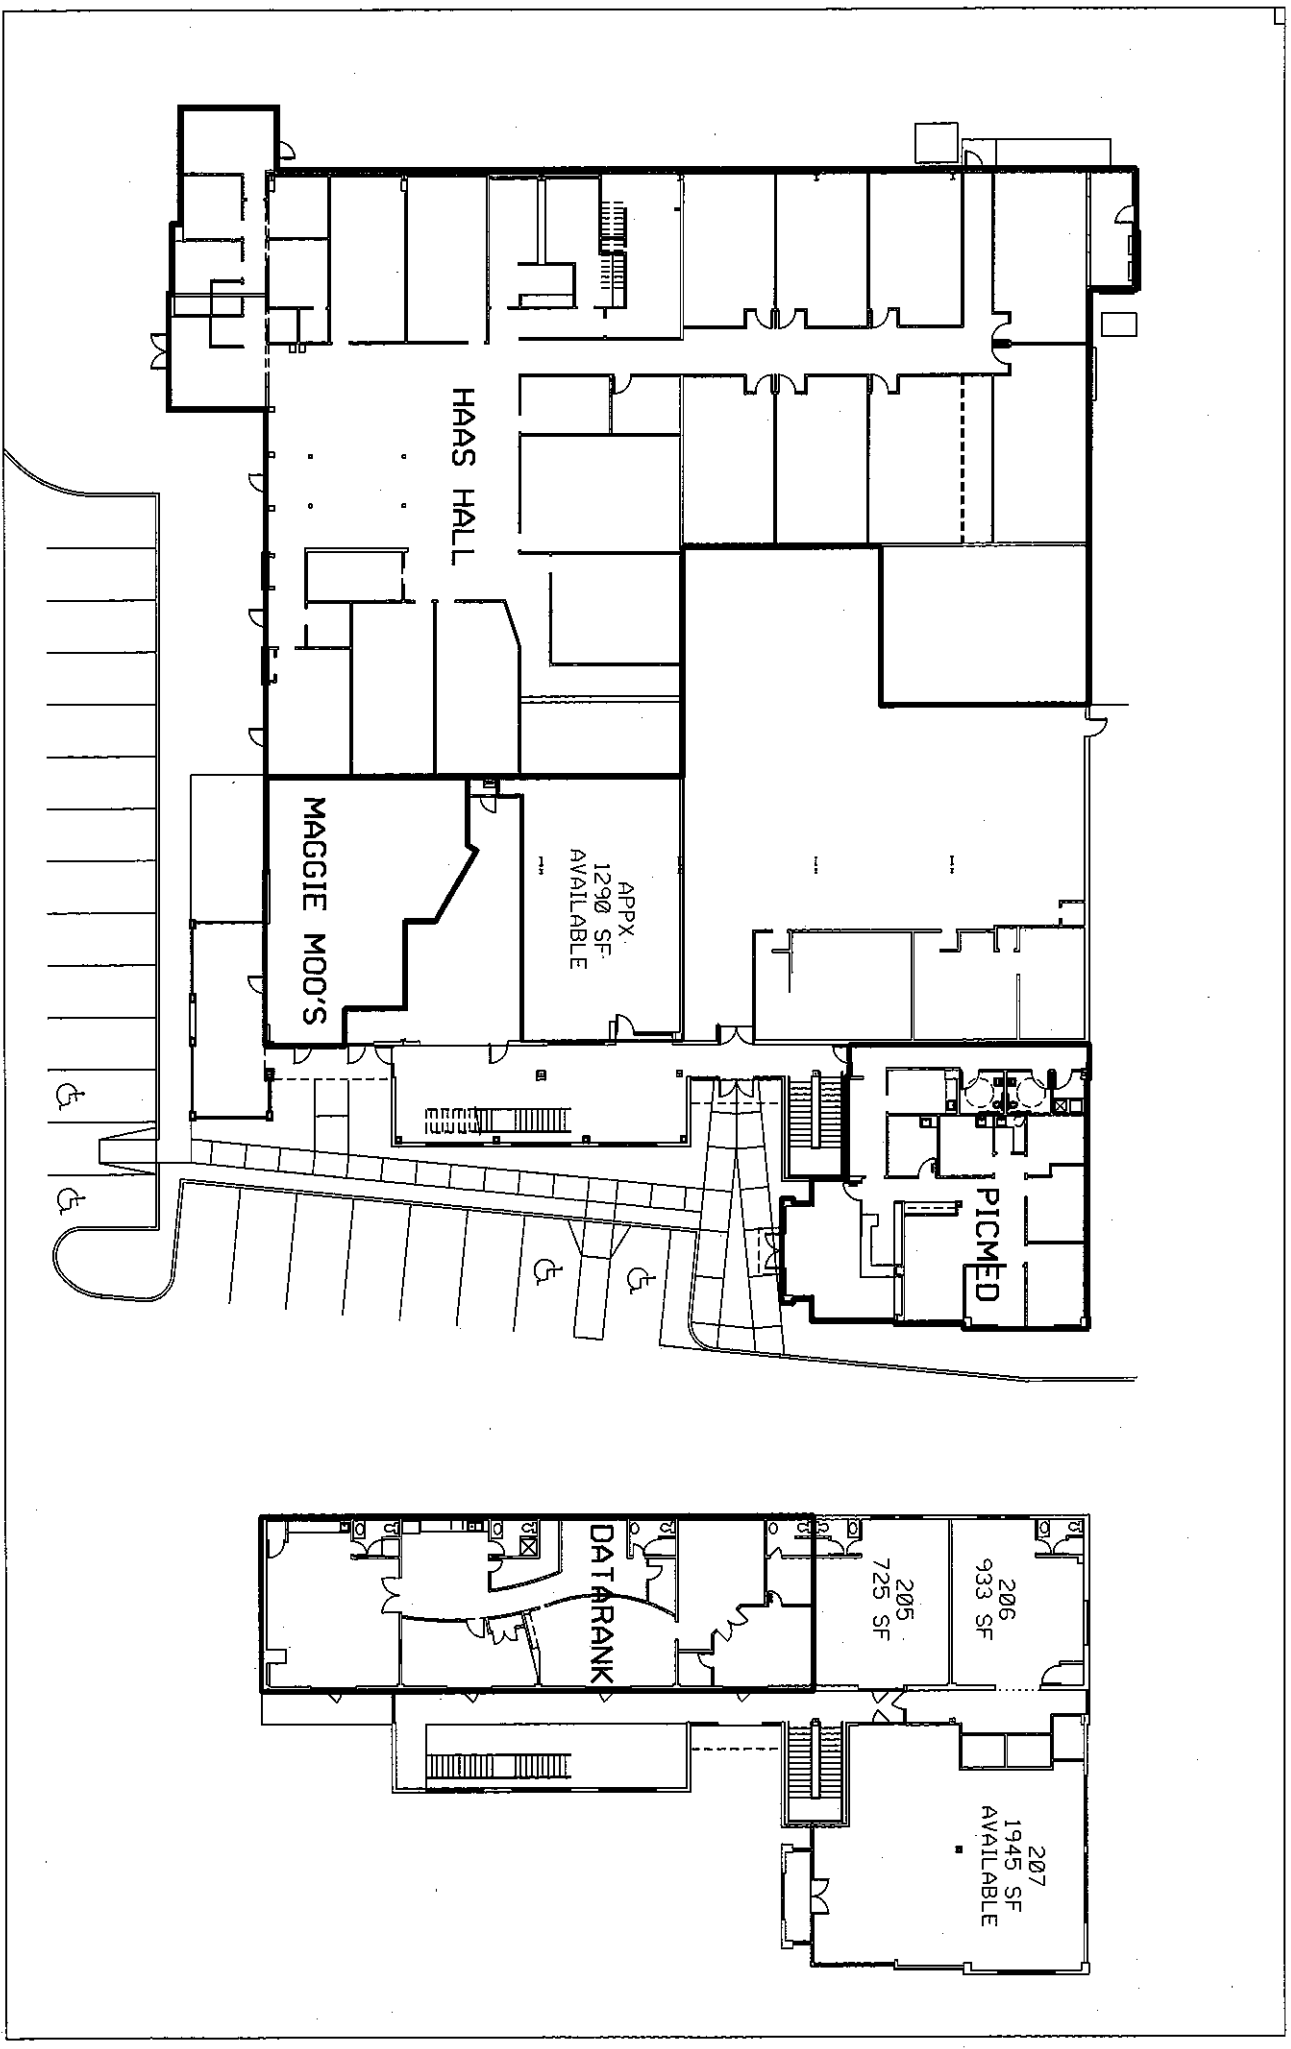 HAAS HALL
MAGGIE MOO'S
APPX.
1290 SF
AVAILABLE
PICMED
DATARANK
205
725 SF
206
933 SF
207
1945 SF
AVAILABLE